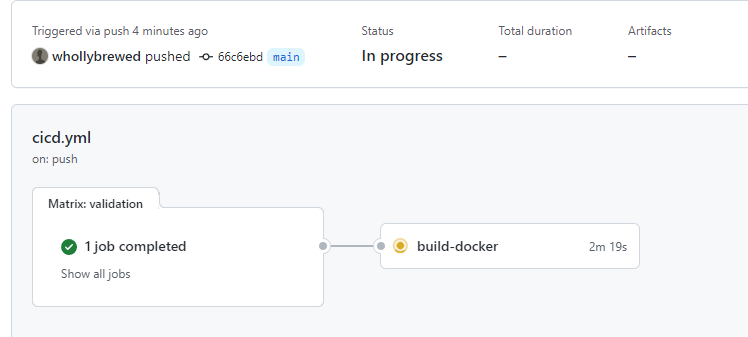 Triggered via push 4 minutes ago
whollybrewed pushed 66c6ebd main
Status
In progress
Total duration
–
Artifacts
–
cicd.yml
on: push
Matrix: validation
1 job completed
Show all jobs
build-docker 2m 19s